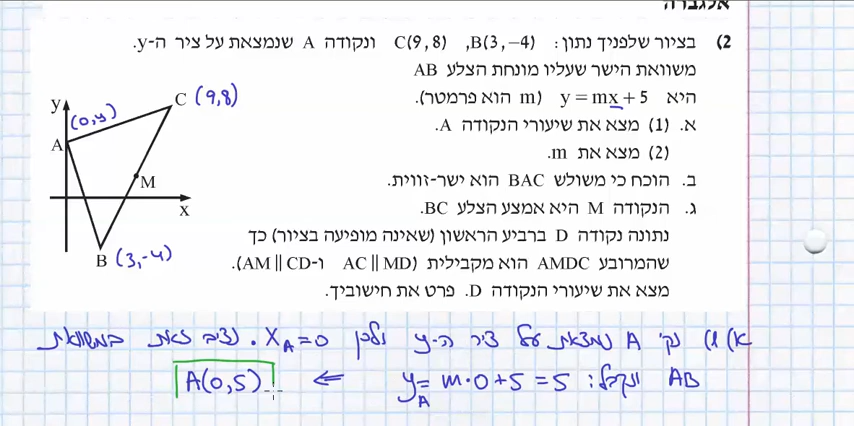 אלגברה
2) בציור שלפניך נתון: B(3,−4), C(9,8) ונקודה A שנמצאת על ציר ה-y.
משוואת הישר שעליו מונחת הצלע AB
היא y = mx + 5 (m הוא פרמטר).
א. (1) מצא את שיעורי הנקודה A.
(2) מצא את m.
ב. הוכח כי משולש BAC הוא ישר-זווית.
ג. הנקודה M היא אמצע הצלע BC.
נתונה נקודה D ברביע הראשון (שאינה מופיעה בציור) כך
שהמרובע AMDC הוא מקבילית (AC || MD ו-AM || CD).
מצא את שיעורי הנקודה D. פרט את חישוביך.
y
C (9,8)
(0,y)
A
M
x
B (3,-4)
א) 1) נק' A נמצאת על ציר ה-y ולכן X_A=0. נציב זאת במשוואת
AB ונקבל: y_A = m·0+5 = 5 ⇐ A(0,5)